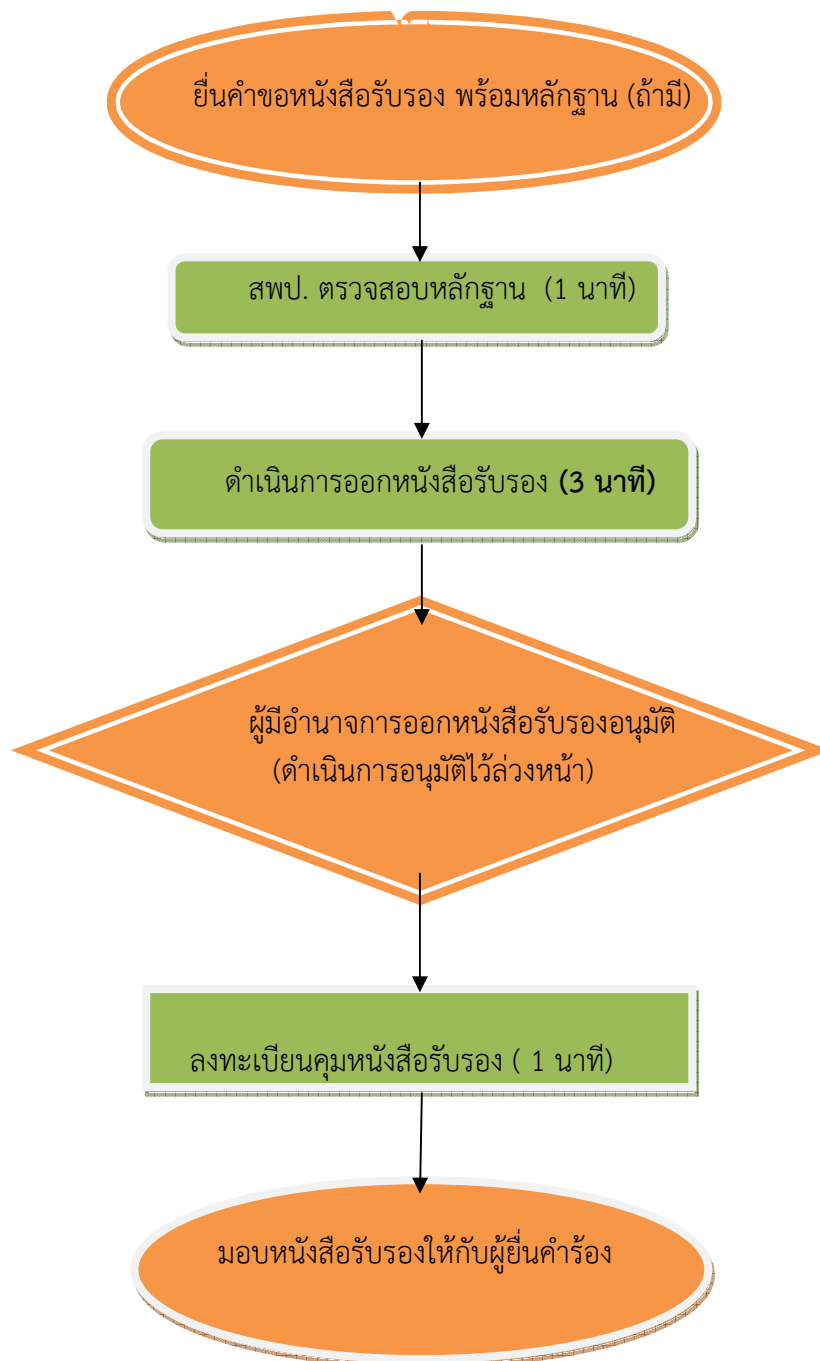 ยื่นคำขอหนังสือรับรอง พร้อมหลักฐาน (ถ้ามี)
สพป. ตรวจสอบหลักฐาน (1 นาที)
ดำเนินการออกหนังสือรับรอง (3 นาที)
ผู้มีอำนาจการออกหนังสือรับรองอนุมัติ
(ดำเนินการอนุมัติไว้ล่วงหน้า)
ลงทะเบียนคุมหนังสือรับรอง ( 1 นาที)
มอบหนังสือรับรองให้กับผู้ยื่นคำร้อง